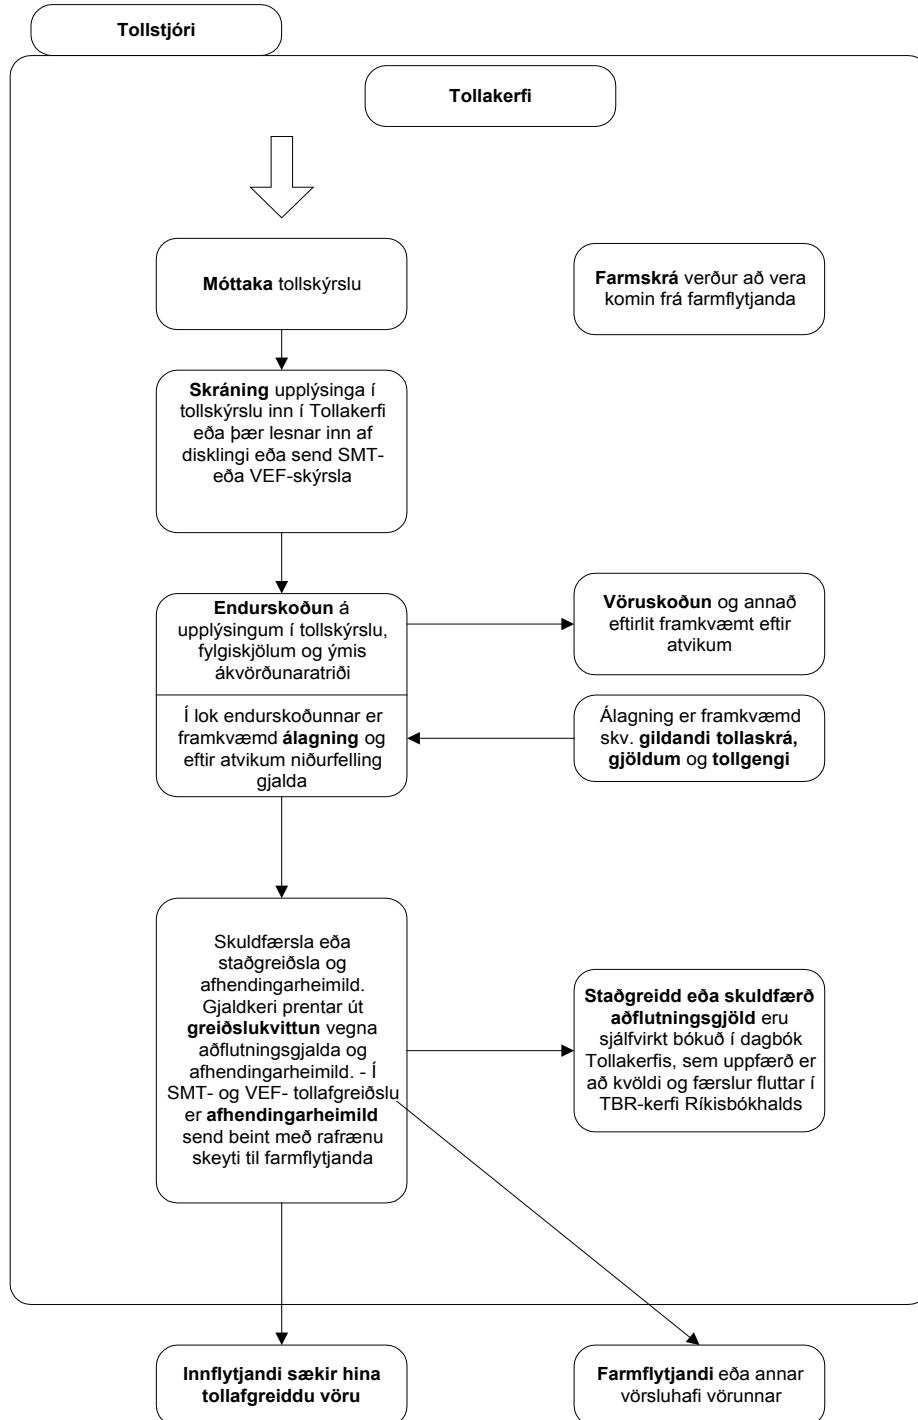 Tollstjóri
Tollakerfi
Móttaka tollskýrslu
Farmskrá verður að vera
komin frá farmflytjanda
Skráning upplýsinga í
tollskýrslu inn í Tollakerfi
eða þær lesnar inn af
disklingi eða send SMT-
eða VEF-skýrsla
Endurskoðun á
upplýsingum í tollskýrslu,
fylgiskjölum og ýmis
ákvörðunaratriði
Vöruskoðun og annað
eftirlit framkvæmt eftir
atvikum
Í lok endurskoðunnar er
framkvæmd álagning og
eftir atvikum niðurfelling
gjalda
Álagning er framkvæmd
skv. gildandi tollaskrá,
gjöldum og tollgengi
Skuldfærsla eða
staðgreiðsla og
afhendingarheimild.
Gjaldkeri prentar út
greiðslukvittun vegna
aðflutningsgjalda og
afhendingarheimild. - Í
SMT- og VEF- tollafgreiðslu
er afhendingarheimild
send beint með rafrænu
skeyti til farmflytjanda
Staðgreidd eða skuldfærð
aðflutningsgjöld eru
sjálfvirkt bókuð í dagbók
Tollakerfis, sem uppfærð er
að kvöldi og færslur fluttar í
TBR-kerfi Ríkisbókhalds
Innflytjandi sækir hina
tollafgreiddu vöru
Farmflytjandi eða annar
vörsluhafi vörunnar